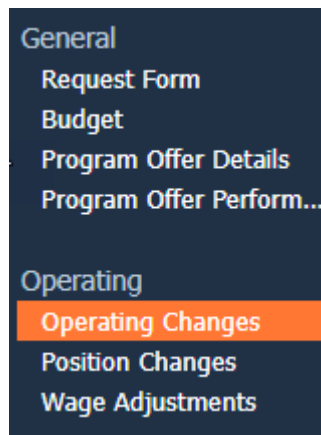 General
Request Form
Budget
Program Offer Details
Program Offer Perform...
Operating
Operating Changes
Position Changes
Wage Adjustments